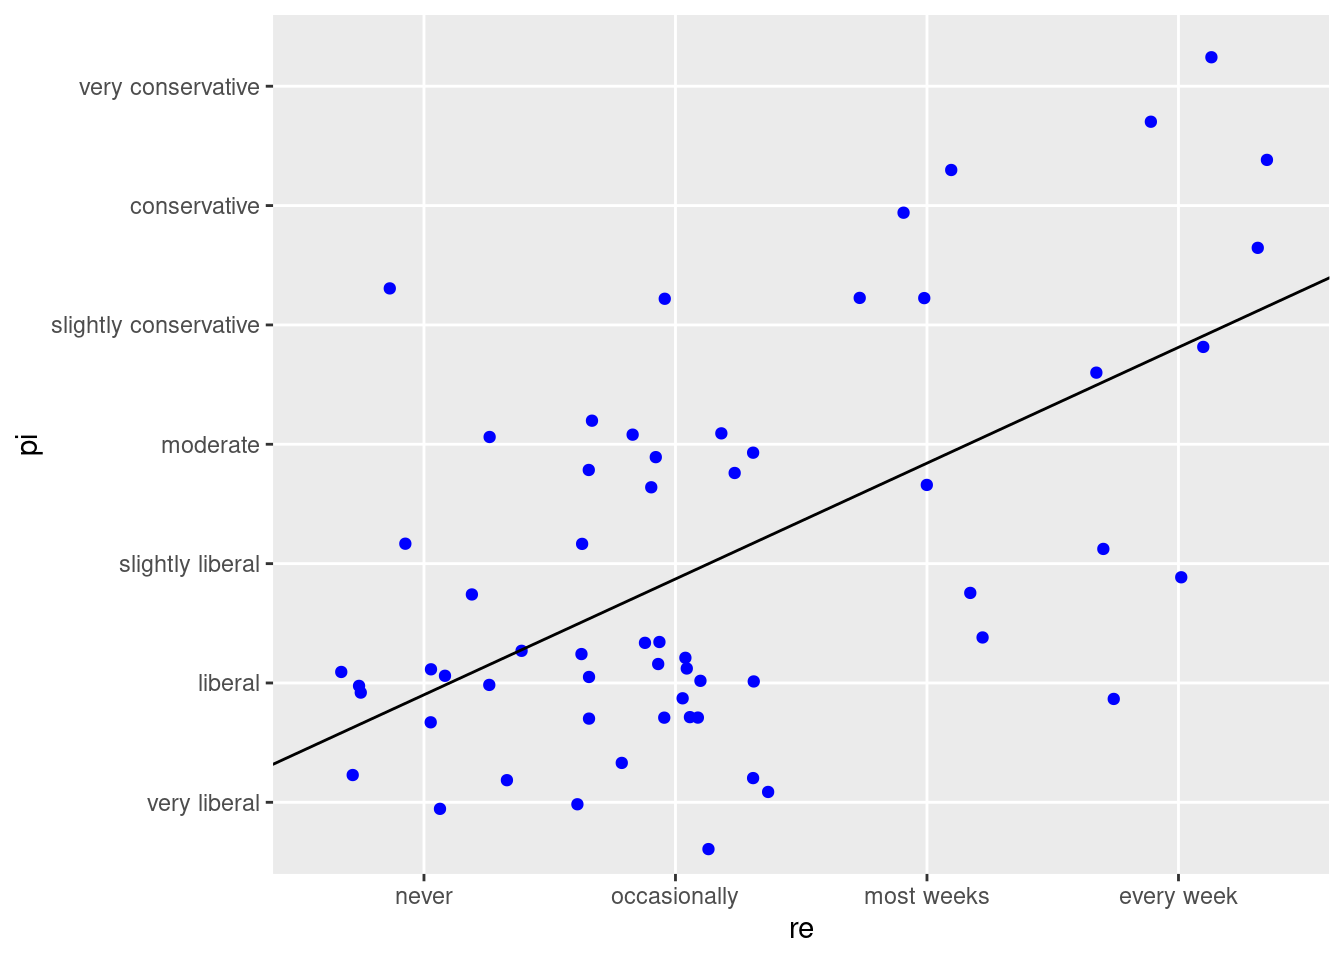 very conservative
conservative
slightly conservative
moderate
slightly liberal
liberal
very liberal
pi
never occasionally most weeks every week
re